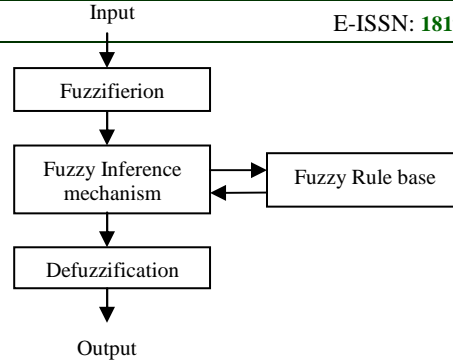 Input
E-ISSN: 181
Fuzzifierion
Fuzzy Inference
mechanism
Fuzzy Rule base
Defuzzification
Output